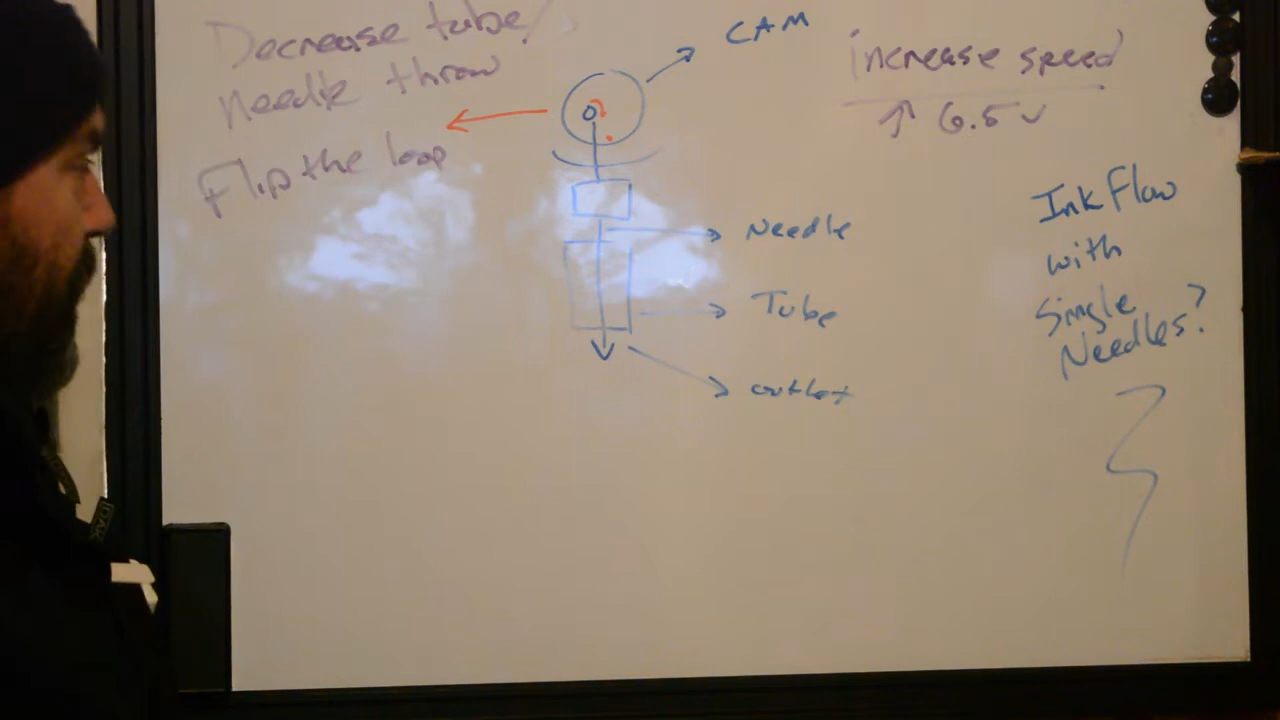 Decrease tube/
Needle throw
Flip the loop
CAM
Needle
Tube
outlet
increase speed
↑ 6.5 v
Ink Flow
with
Single
Needles?